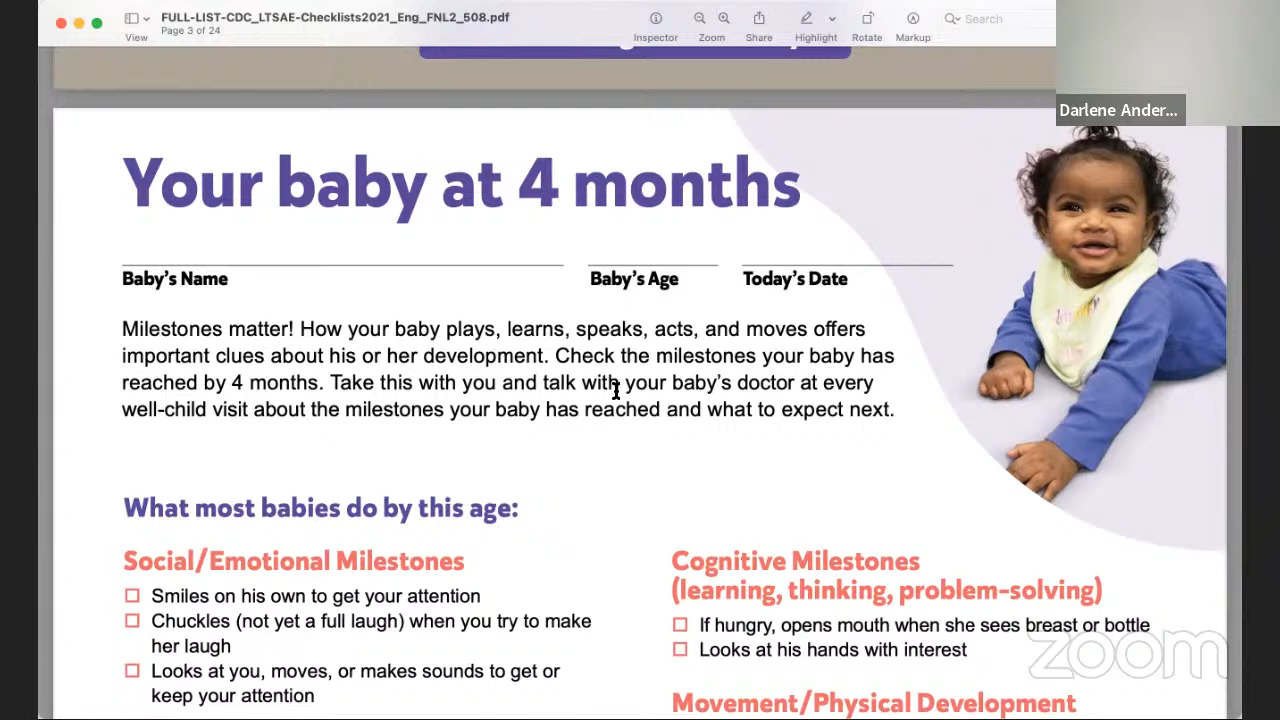 FULL-LIST-CDC_LTSAE-Checklists2021_Eng_FNL2_508.pdf
Page 3 of 24
View
Inspector
Zoom
Share
Highlight
Rotate
Markup
Search
Darlene Ander...
Your baby at 4 months
Baby's Name
Baby's Age
Today's Date
Milestones matter! How your baby plays, learns, speaks, acts, and moves offers
important clues about his or her development. Check the milestones your baby has
reached by 4 months. Take this with you and talk with your baby's doctor at every
well-child visit about the milestones your baby has reached and what to expect next.
What most babies do by this age:
Social/Emotional Milestones
Smiles on his own to get your attention
Chuckles (not yet a full laugh) when you try to make
her laugh
Looks at you, moves, or makes sounds to get or
keep your attention
Cognitive Milestones
(learning, thinking, problem-solving)
If hungry, opens mouth when she sees breast or bottle
Looks at his hands with interest
Movement/Physical Development
zoom